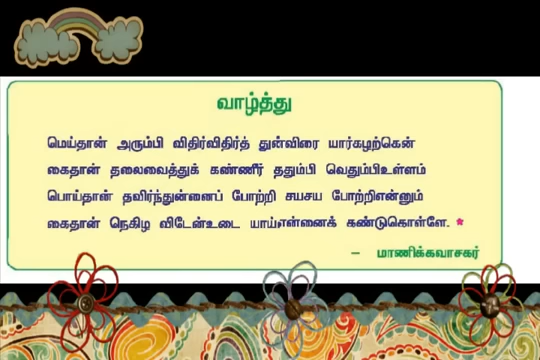 வாழ்த்து
மெய்தான் அரும்பி விதிர்விதிர்த் துன்விரை யார்கழற்கென்
கைதான் தலைவைத்துக் கண்ணீர் ததும்பி வெதும்பிஉள்ளம்
பொய்தான் தவிர்ந்துன்னைப் போற்றி சயசய போற்றிஎன்னும்
கைதான் நெகிழ விடேன்உடை யாய்என்னைக் கண்டுகொள்ளே. *
– மாணிக்கவாசகர்